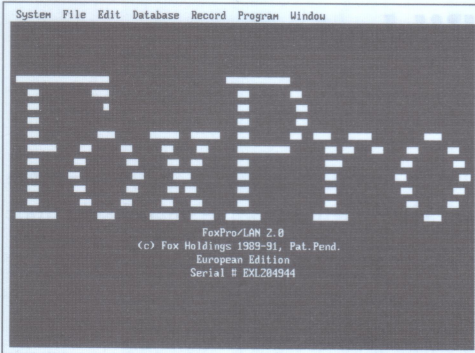 System File Edit Database Record Program Window
FoxPro
FoxPro/LAN 2.0
(c) Fox Holdings 1989-91, Pat.Pend.
European Edition
Serial # EXL204944